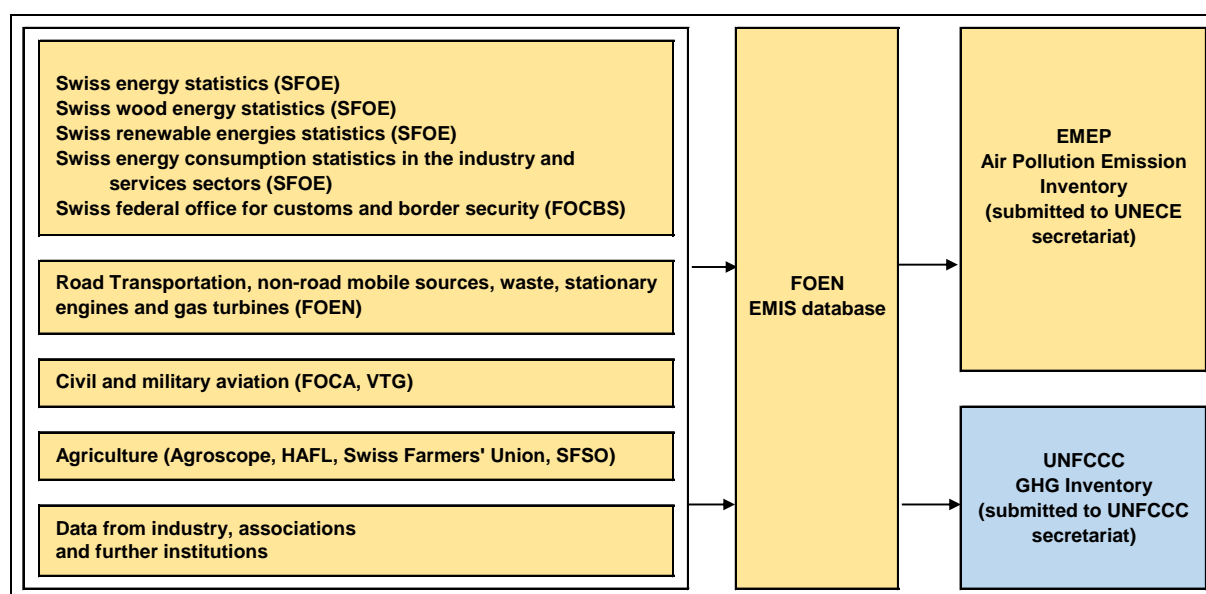 Swiss energy statistics (SFOE)
Swiss wood energy statistics (SFOE)
Swiss renewable energies statistics (SFOE)
Swiss energy consumption statistics in the industry and
services sectors (SFOE)
Swiss federal office for customs and border security (FOCBS)
Road Transportation, non-road mobile sources, waste, stationary
engines and gas turbines (FOEN)
Civil and military aviation (FOCA, VTG)
Agriculture (Agroscope, HAFL, Swiss Farmers' Union, SFSO)
Data from industry, associations
and further institutions
FOEN
EMIS database
EMEP
Air Pollution Emission
Inventory
(submitted to UNECE
secretariat)
UNFCCC
GHG Inventory
(submitted to UNFCCC
secretariat)